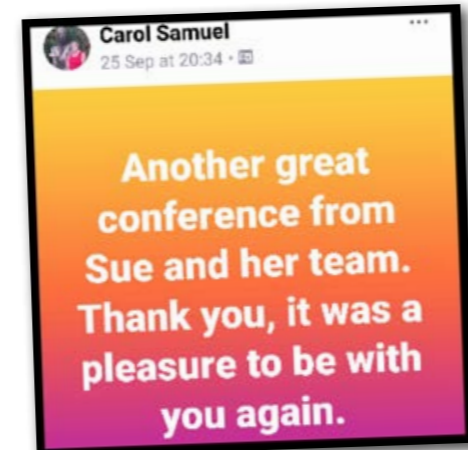 Carol Samuel
25 Sep at 20:34 ·
Another great
conference from
Sue and her team.
Thank you, it was a
pleasure to be with
you again.